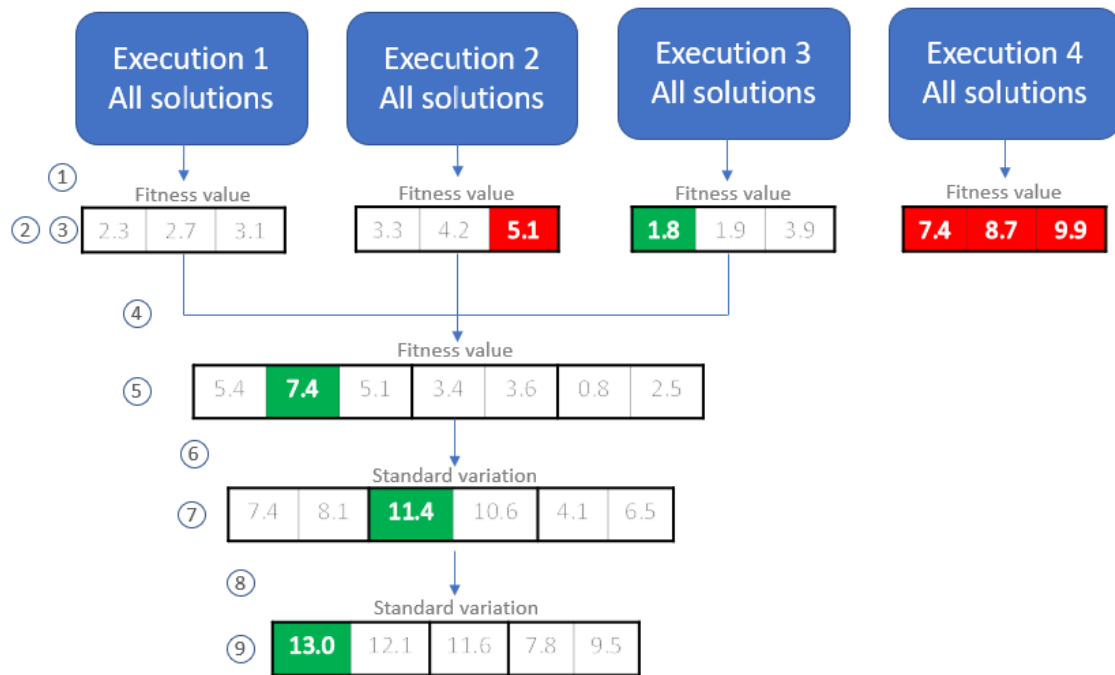 Execution 1
All solutions
Execution 2
All solutions
Execution 3
All solutions
Execution 4
All solutions
1
Fitness value
Fitness value
Fitness value
Fitness value
2 3
2.3 2.7 3.1
3.3 4.2 5.1
1.8 1.9 3.9
7.4 8.7 9.9
4
Fitness value
5
5.4 7.4 5.1 3.4 3.6 0.8 2.5
6
Standard variation
7
7.4 8.1 11.4 10.6 4.1 6.5
8
Standard variation
9
13.0 12.1 11.6 7.8 9.5